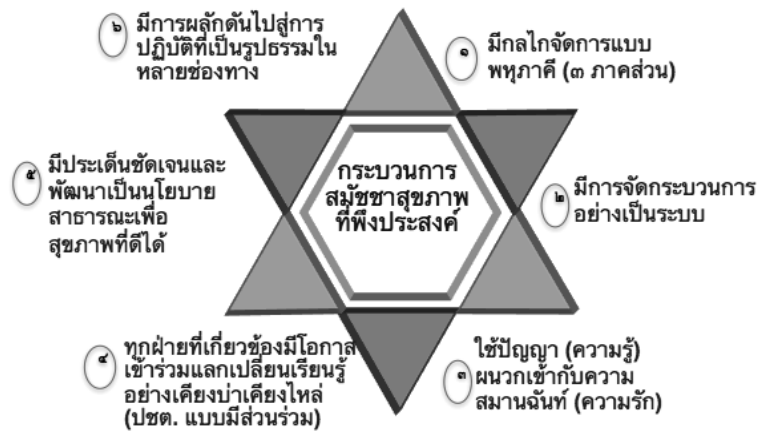 กระบวนการ
สมัชชาสุขภาพ
ที่พึงประสงค์
๑ มีกลไกจัดการแบบ
พหุภาคี (๓ ภาคส่วน)
๒ มีการจัดกระบวนการ
อย่างเป็นระบบ
๓ ใช้ปัญญา (ความรู้)
ผนวกเข้ากับความ
สมานฉันท์ (ความรัก)
๔ ทุกฝ่ายที่เกี่ยวข้องมีโอกาส
เข้าร่วมแลกเปลี่ยนเรียนรู้
อย่างเคียงบ่าเคียงไหล่
(ปชต. แบบมีส่วนร่วม)
๕ มีประเด็นชัดเจนและ
พัฒนาเป็นนโยบาย
สาธารณะเพื่อ
สุขภาพที่ดีได้
๖ มีการผลักดันไปสู่การ
ปฏิบัติที่เป็นรูปธรรมใน
หลายช่องทาง